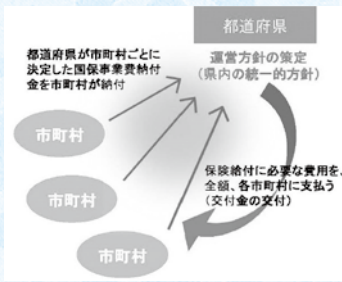 都道府県
運営方針の策定
(県内の統一的方針)
都道府県が市町村ごとに
決定した国保事業費納付
金を市町村が納付
市町村
市町村
市町村
保険給付に必要な費用を、
全額、各市町村に支払う
(交付金の交付)